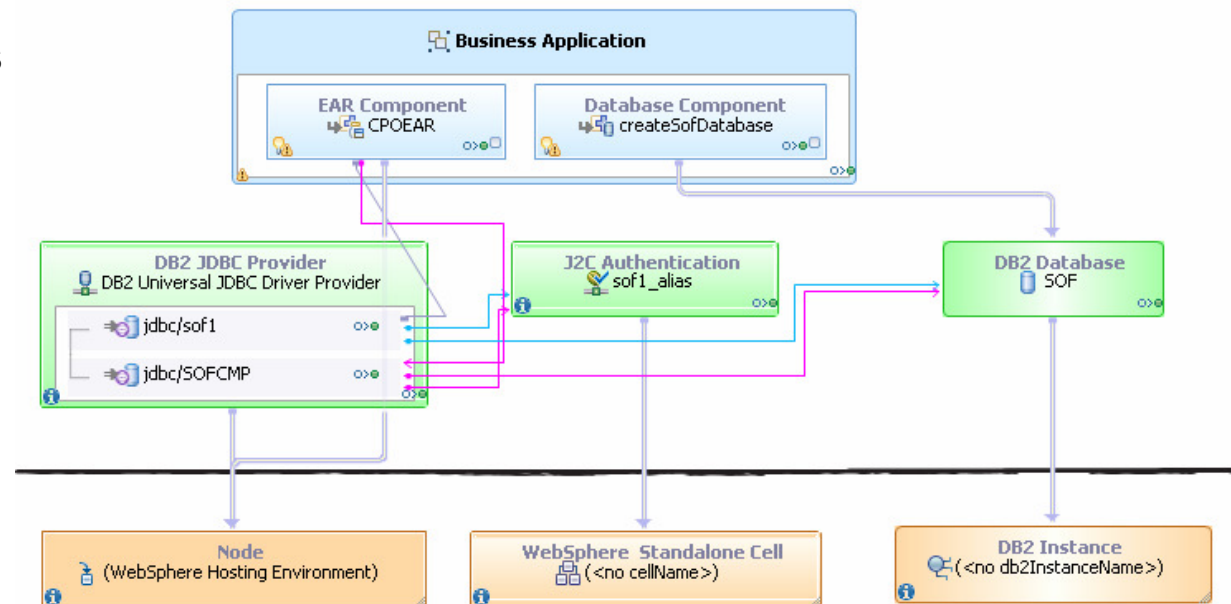 Business Application
EAR Component
CPOEAR
Database Component
createSofDatabase
DB2 JDBC Provider
DB2 Universal JDBC Driver Provider
jdbc/sof1
jdbc/SOFCMP
J2C Authentication
sof1_alias
DB2 Database
SOF
Node
(WebSphere Hosting Environment)
WebSphere Standalone Cell
(<no cellName>)
DB2 Instance
(<no db2InstanceName>)